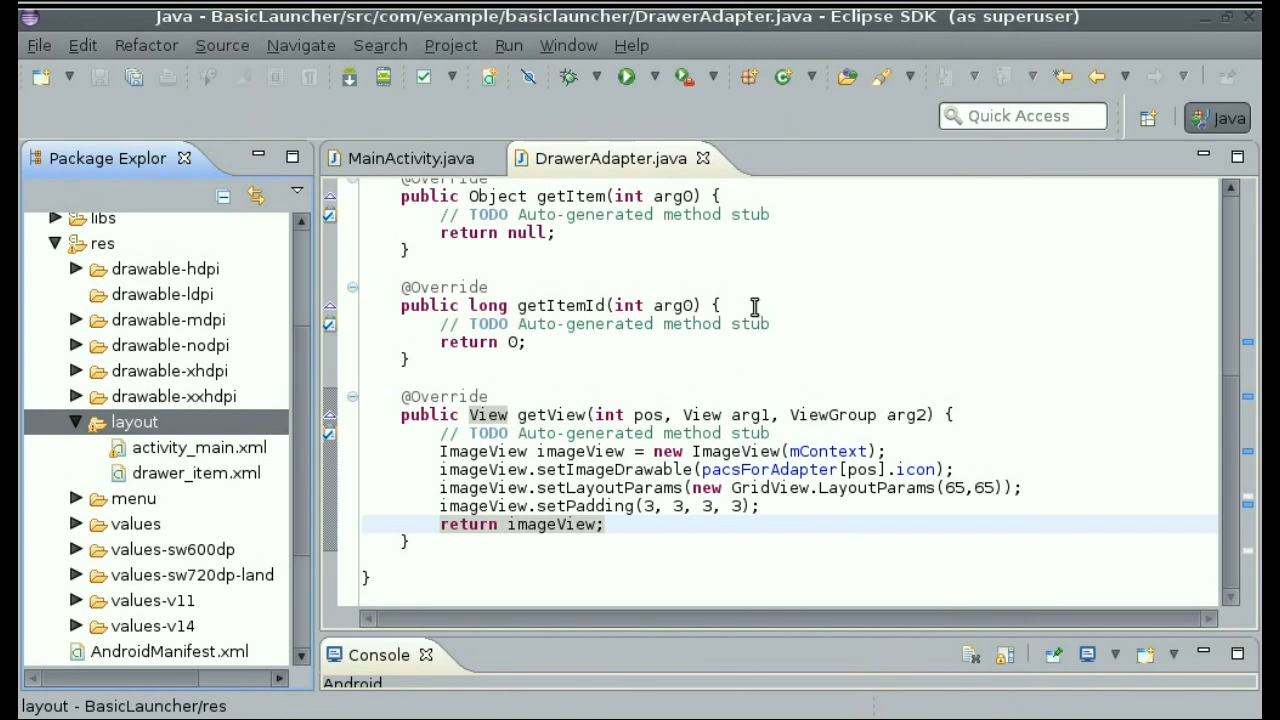 Java - BasicLauncher/src/com/example/basiclauncher/DrawerAdapter.java - Eclipse SDK (as superuser)
File Edit Refactor Source Navigate Search Project Run Window Help
Quick Access
Java
Package Explor
libs
res
drawable-hdpi
drawable-ldpi
drawable-mdpi
drawable-nodpi
drawable-xhdpi
drawable-xxhdpi
layout
activity_main.xml
drawer_item.xml
menu
values
values-sw600dp
values-sw720dp-land
values-v11
values-v14
AndroidManifest.xml
MainActivity.java
DrawerAdapter.java
@Override
public Object getItem(int arg0) {
// TODO Auto-generated method stub
return null;
}
@Override
public long getItemId(int arg0) {
// TODO Auto-generated method stub
return 0;
}
@Override
public View getView(int pos, View arg1, ViewGroup arg2) {
// TODO Auto-generated method stub
ImageView imageView = new ImageView(mContext);
imageView.setImageDrawable(pacsForAdapter[pos].icon);
imageView.setLayoutParams(new GridView.LayoutParams(65,65));
imageView.setPadding(3, 3, 3, 3);
return imageView;
}
}
Console
Android
layout - BasicLauncher/res